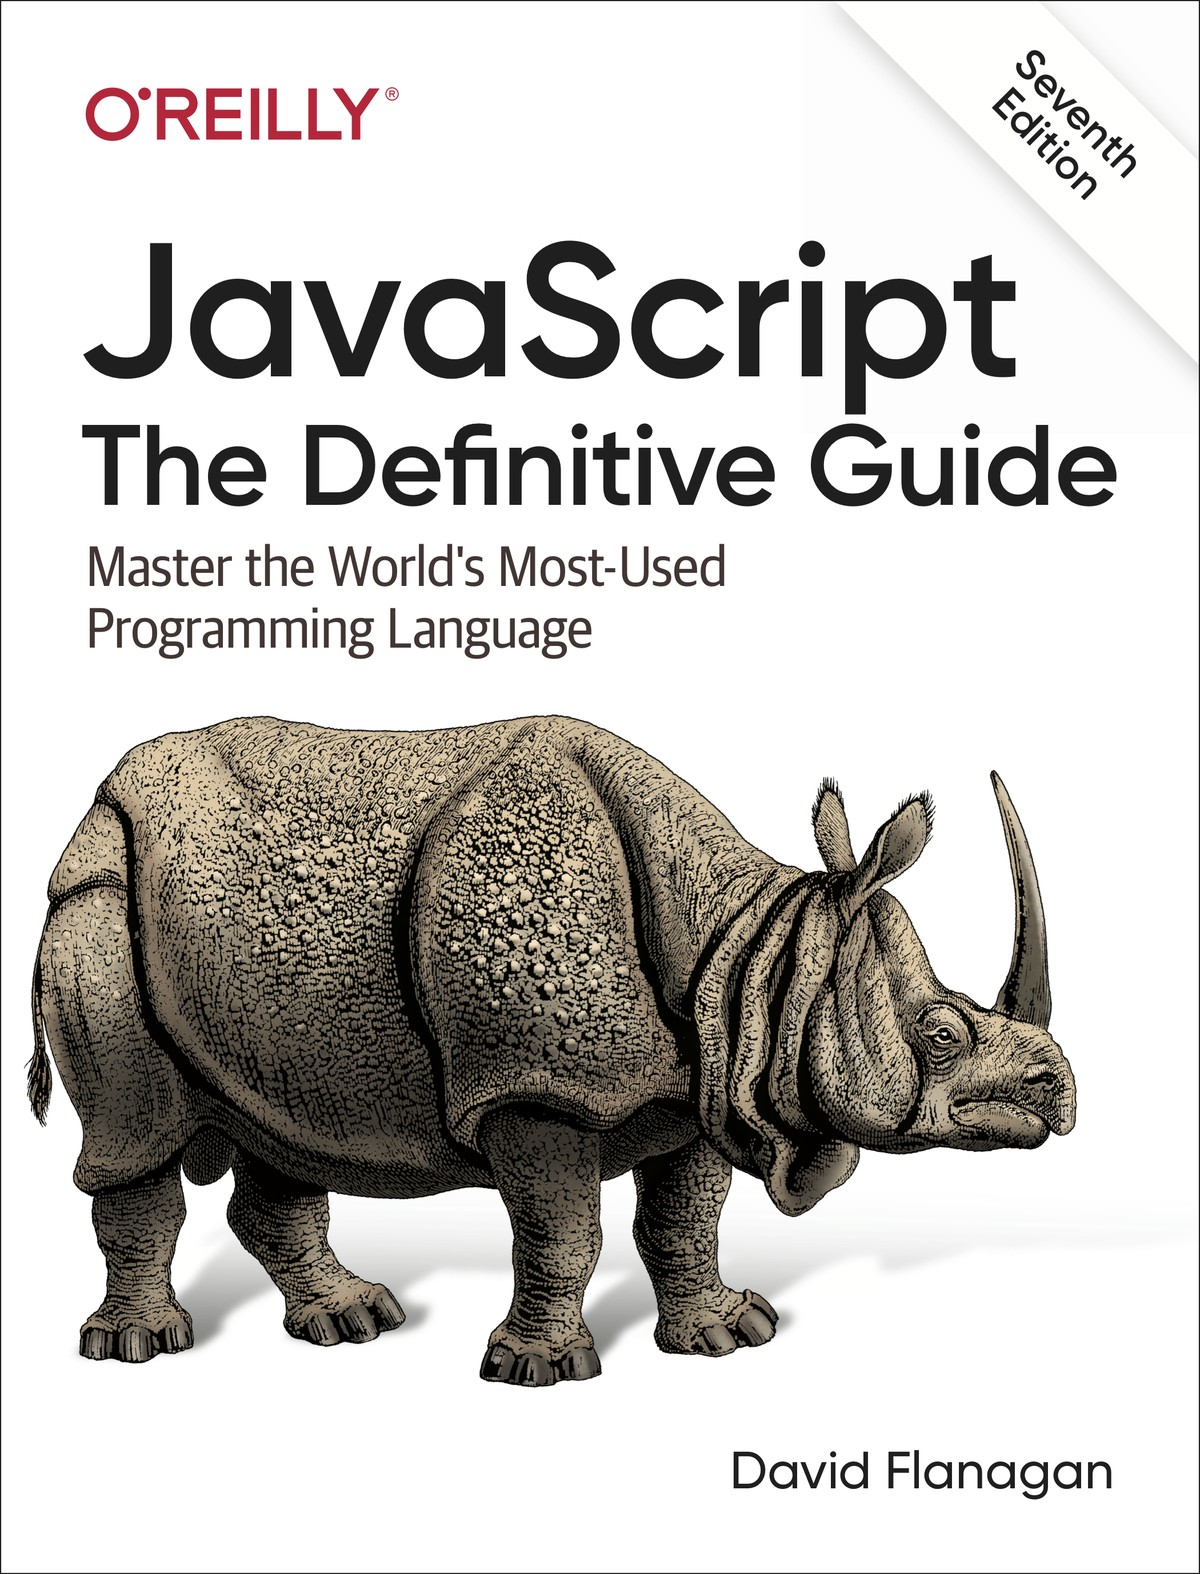 O'REILLY®
Seventh
Edition
JavaScript
The Definitive Guide
Master the World's Most-Used
Programming Language
David Flanagan